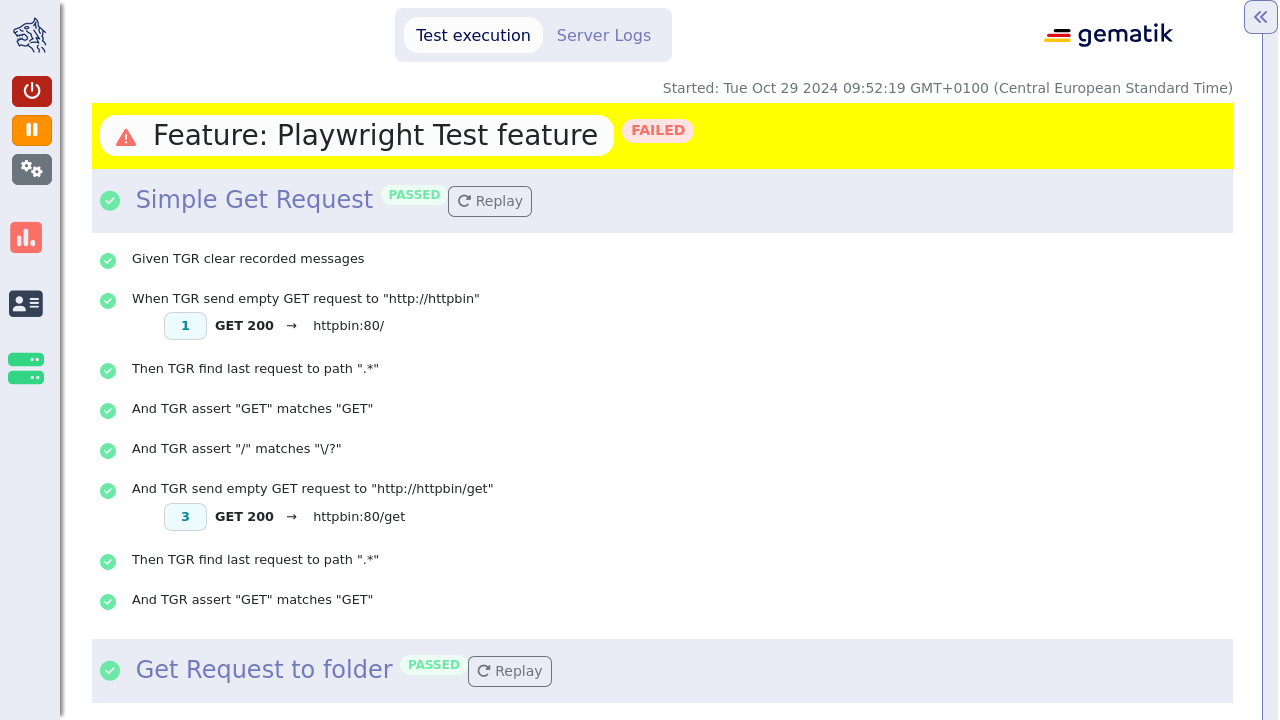 Test execution
Server Logs
gematik
Started: Tue Oct 29 2024 09:52:19 GMT+0100 (Central European Standard Time)
Feature: Playwright Test feature FAILED
Simple Get Request PASSED Replay
Given TGR clear recorded messages
When TGR send empty GET request to "http://httpbin"
1 GET 200 → httpbin:80/
Then TGR find last request to path ".*"
And TGR assert "GET" matches "GET"
And TGR assert "/" matches "\/?"
And TGR send empty GET request to "http://httpbin/get"
3 GET 200 → httpbin:80/get
Then TGR find last request to path ".*"
And TGR assert "GET" matches "GET"
Get Request to folder PASSED Replay